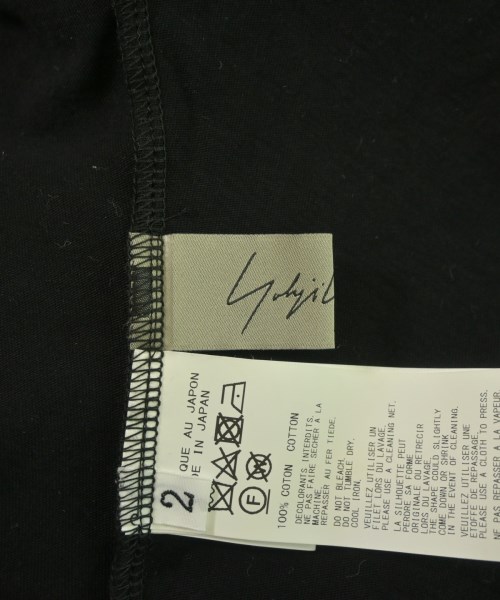 Yohji
2
QUE AU JAPON
DE IN JAPAN
100% COTON COTTON
DECOLORANTS INTERDITS.
NE PAS FAIRE SECHER A LA
MACHINE.
REPASSER AU FER TIEDE.
DO NOT BLEACH.
DO NOT TUMBLE DRY.
COOL IRON.
VEUILLEZ UTILISER UN
FILET LORS DU LAVAGE.
PLEASE USE A CLEANING NET.
LA SILHOUETTE PEUT
PERDRE SA FORME
ORIGINALE OU RETRECIR
LORS DU LAVAGE.
THE SHAPE COULD SLIGHTLY
COME DOWN OR SHRINK
IN THE EVENT OF CLEANING.
VEUILLEZ UTILISER UNE
ETOFFE DE REPASSAGE.
PLEASE USE A CLOTH TO PRESS.
NE PAS REPASSER A LA VAPEUR.